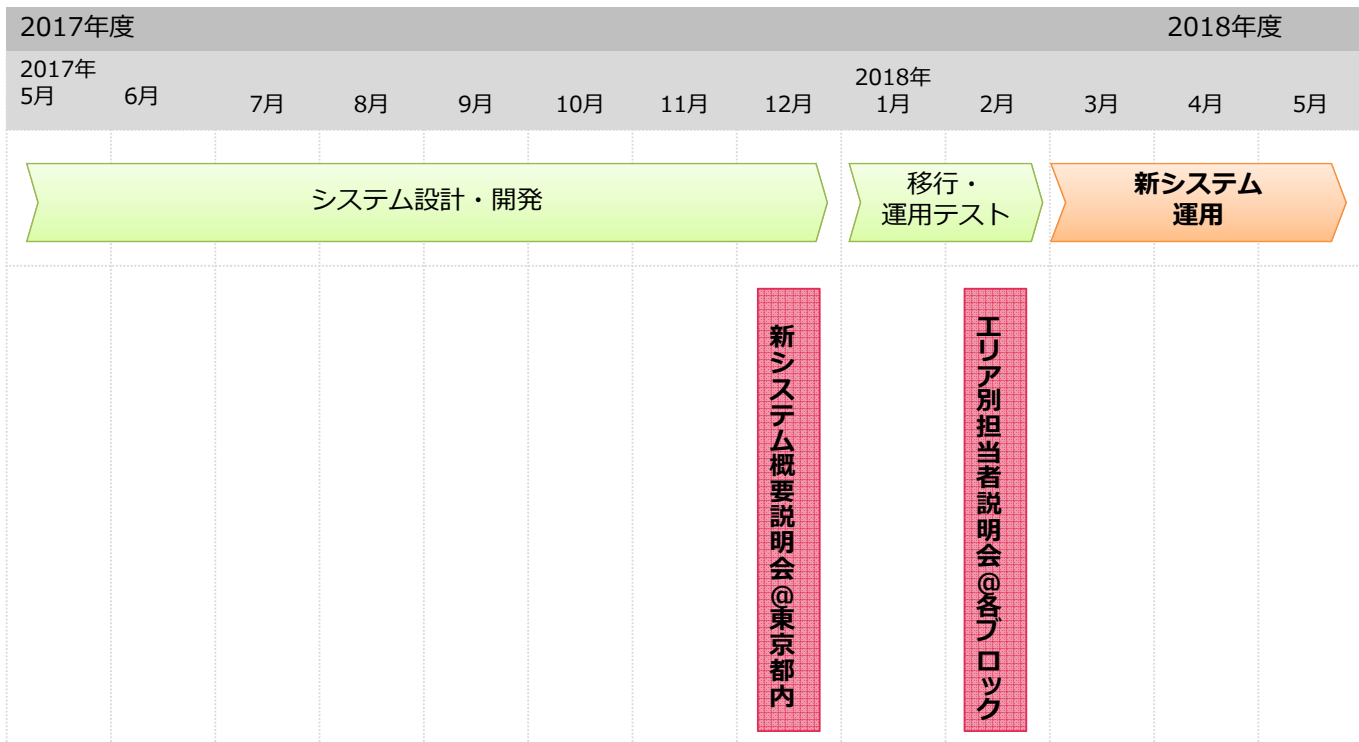 2017年度
2018年度
2017年
5月
6月
7月
8月
9月
10月
11月
12月
2018年
1月
2月
3月
4月
5月
システム設計・開発
移行・
運用テスト
新システム
運用
新システム概要説明会@東京都内
エリア別担当者説明会@各ブロック